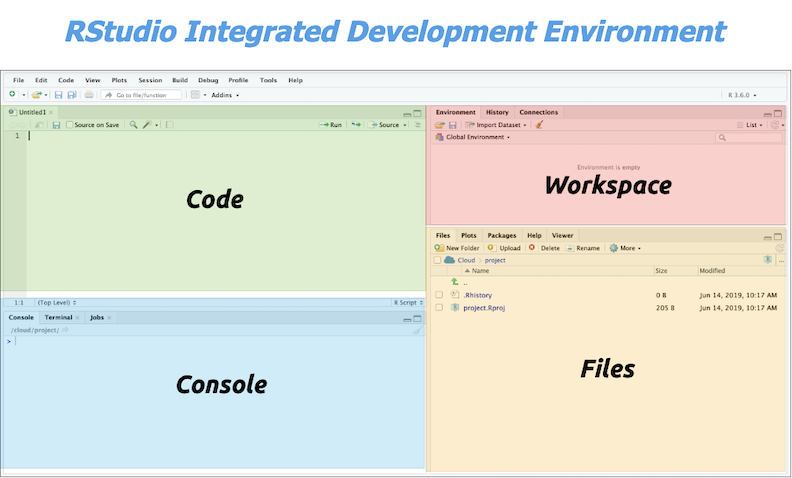 RStudio Integrated Development Environment
File Edit Code View Plots Session Build Debug Profile Tools Help
Go to file/function Addins R 3.6.0
Untitled1
Source on Save Run Source
1
Code
1:1 (Top Level) R Script
Console Terminal Jobs
/cloud/project/
>
Console
Environment History Connections
Import Dataset List
Global Environment
Environment is empty
Workspace
Files Plots Packages Help Viewer
New Folder Upload Delete Rename More
Cloud project
Name Size Modified
..
.Rhistory 0 B Jun 14, 2019, 10:17 AM
project.Rproj 205 B Jun 14, 2019, 10:17 AM
Files